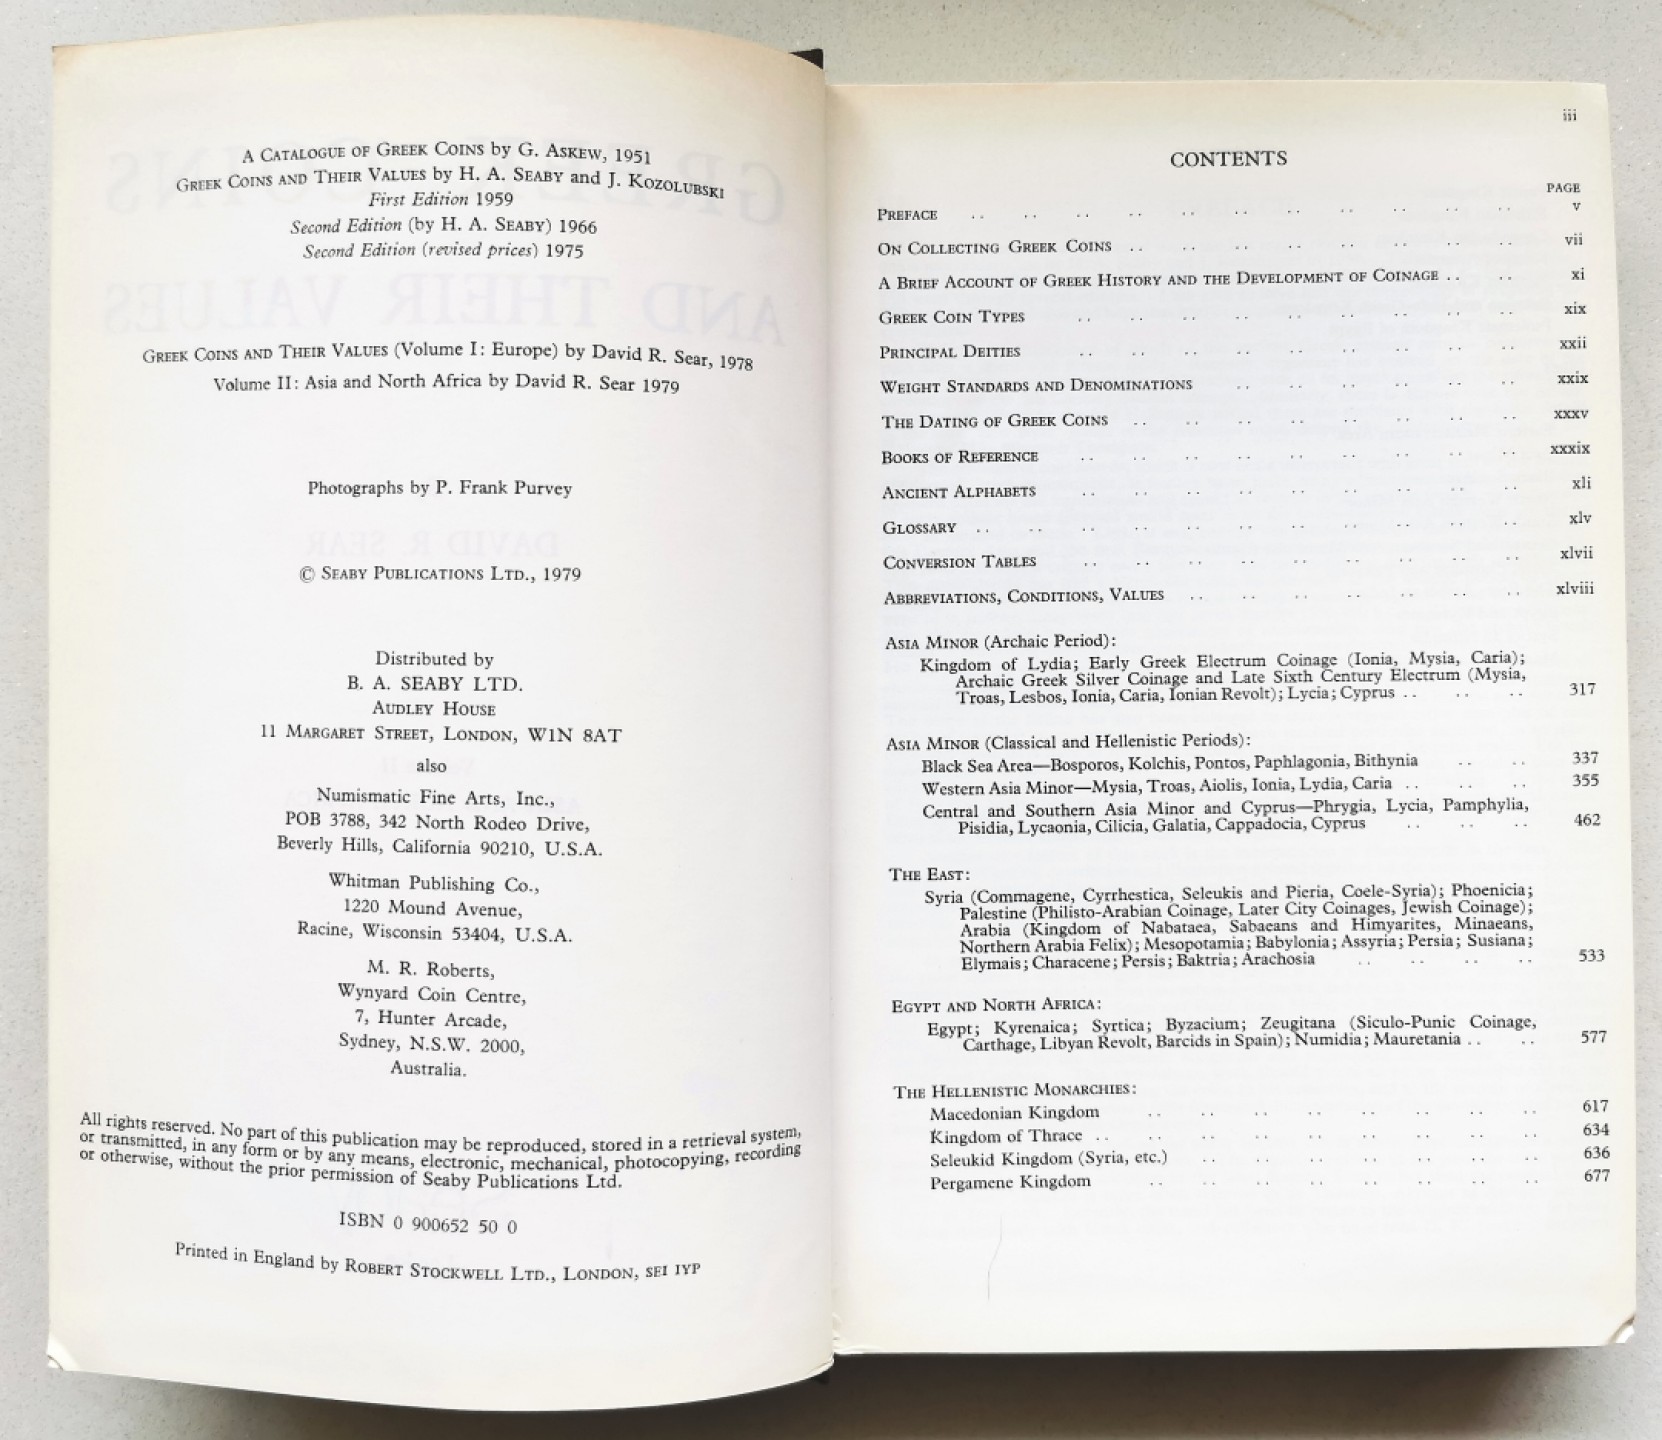 A Catalogue of Greek Coins by G. Askew, 1951
Greek Coins and Their Values by H. A. Seaby and J. Kozolubski
First Edition 1959
Second Edition (by H. A. Seaby) 1966
Second Edition (revised prices) 1975
Greek Coins and Their Values (Volume I: Europe) by David R. Sear, 1978
Volume II: Asia and North Africa by David R. Sear 1979
Photographs by P. Frank Purvey
© Seaby Publications Ltd., 1979
Distributed by
B. A. SEABY LTD.
Audley House
11 Margaret Street, London, W1N 8AT
also
Numismatic Fine Arts, Inc.,
POB 3788, 342 North Rodeo Drive,
Beverly Hills, California 90210, U.S.A.
Whitman Publishing Co.,
1220 Mound Avenue,
Racine, Wisconsin 53404, U.S.A.
M. R. Roberts,
Wynyard Coin Centre,
7, Hunter Arcade,
Sydney, N.S.W. 2000,
Australia.
All rights reserved. No part of this publication may be reproduced, stored in a retrieval system,
or transmitted, in any form or by any means, electronic, mechanical, photocopying, recording
or otherwise, without the prior permission of Seaby Publications Ltd.
ISBN 0 900652 50 0
Printed in England by Robert Stockwell Ltd., London, SE1 1YP
iii
CONTENTS
PAGE
Preface .. .. .. .. .. .. .. .. .. .. .. v
On Collecting Greek Coins .. .. .. .. .. .. .. .. vii
A Brief Account of Greek History and the Development of Coinage .. .. xi
Greek Coin Types .. .. .. .. .. .. .. .. .. xix
Principal Deities .. .. .. .. .. .. .. .. .. xxii
Weight Standards and Denominations .. .. .. .. .. .. xxix
The Dating of Greek Coins .. .. .. .. .. .. .. .. xxxv
Books of Reference .. .. .. .. .. .. .. .. .. xxxix
Ancient Alphabets .. .. .. .. .. .. .. .. .. xli
Glossary .. .. .. .. .. .. .. .. .. .. .. xlv
Conversion Tables .. .. .. .. .. .. .. .. .. xlvii
Abbreviations, Conditions, Values .. .. .. .. .. .. .. xlviii
Asia Minor (Archaic Period):
Kingdom of Lydia; Early Greek Electrum Coinage (Ionia, Mysia, Caria);
Archaic Greek Silver Coinage and Late Sixth Century Electrum (Mysia,
Troas, Lesbos, Ionia, Caria, Ionian Revolt); Lycia; Cyprus .. .. .. 317
Asia Minor (Classical and Hellenistic Periods):
Black Sea Area—Bosporos, Kolchis, Pontos, Paphlagonia, Bithynia .. .. 337
Western Asia Minor—Mysia, Troas, Aiolis, Ionia, Lydia, Caria .. .. .. 355
Central and Southern Asia Minor and Cyprus—Phrygia, Lycia, Pamphylia,
Pisidia, Lycaonia, Cilicia, Galatia, Cappadocia, Cyprus .. .. .. 462
The East:
Syria (Commagene, Cyrrhestica, Seleukis and Pieria, Coele-Syria); Phoenicia;
Palestine (Philisto-Arabian Coinage, Later City Coinages, Jewish Coinage);
Arabia (Kingdom of Nabataea, Sabaeans and Himyarites, Minaeans,
Northern Arabia Felix); Mesopotamia; Babylonia; Assyria; Persia; Susiana;
Elymais; Characene; Persis; Baktria; Arachosia .. .. .. .. 533
Egypt and North Africa:
Egypt; Kyrenaica; Syrtica; Byzacium; Zeugitana (Siculo-Punic Coinage,
Carthage, Libyan Revolt, Barcids in Spain); Numidia; Mauretania .. .. 577
The Hellenistic Monarchies:
Macedonian Kingdom .. .. .. .. .. .. .. .. 617
Kingdom of Thrace .. .. .. .. .. .. .. .. .. 634
Seleukid Kingdom (Syria, etc.) .. .. .. .. .. .. .. 636
Pergamene Kingdom .. .. .. .. .. .. .. .. 677